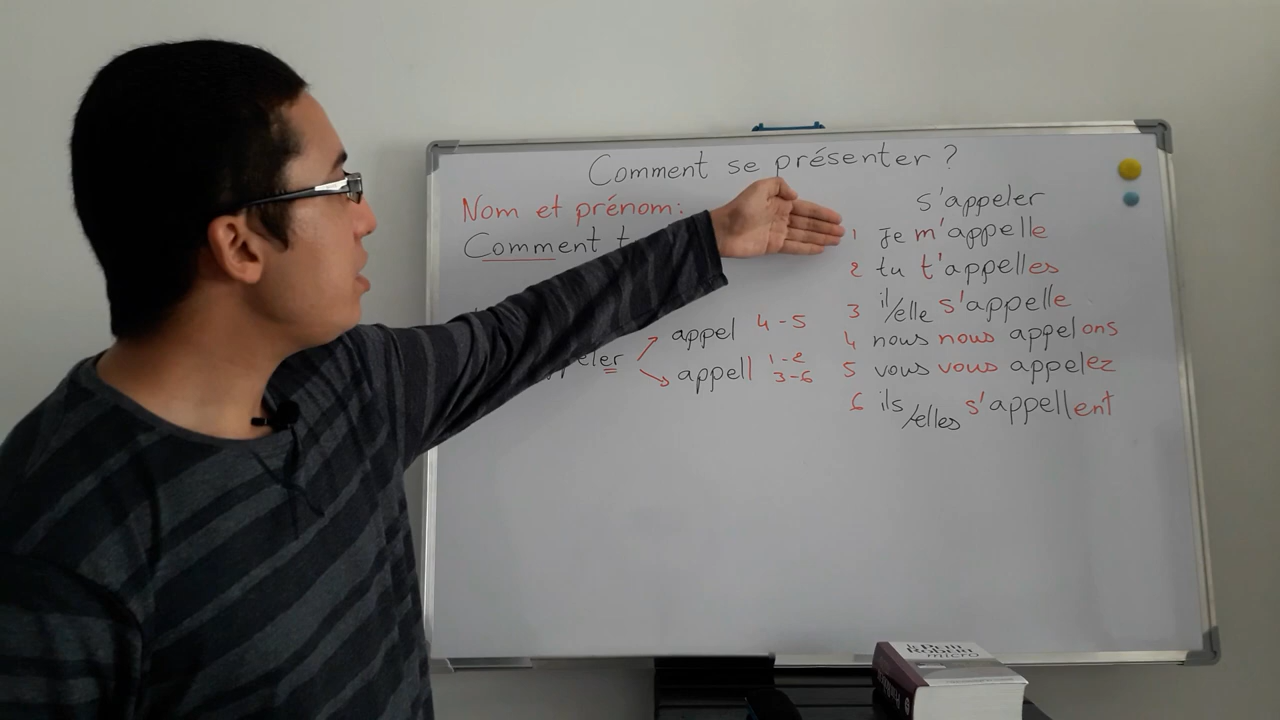 Comment se présenter ?
Nom et prénom:
Comment t
appel 4-5
peler
appell 1-2
3-6
s'appeler
1 Je m'appelle
2 tu t'appelles
3 il/elle s'appelle
4 nous nous appelons
5 vous vous appelez
6 ils/elles s'appellent
micro